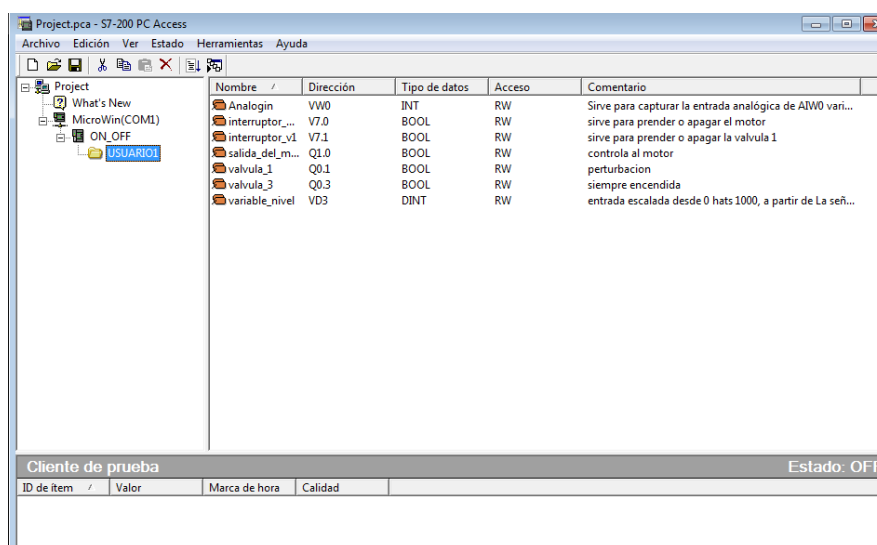 Project.pca - S7-200 PC Access
Archivo Edición Ver Estado Herramientas Ayuda
Project
What's New
MicroWin(COM1)
ON_OFF
USUARIO1
Nombre Dirección Tipo de datos Acceso Comentario
Analogin VW0 INT RW Sirve para capturar la entrada analógica de AIW0 vari...
interruptor_... V7.0 BOOL RW sirve para prender o apagar el motor
interruptor_v1 V7.1 BOOL RW sirve para prender o apagar la valvula 1
salida_del_m... Q1.0 BOOL RW controla al motor
valvula_1 Q0.1 BOOL RW perturbacion
valvula_3 Q0.3 BOOL RW siempre encendida
variable_nivel VD3 DINT RW entrada escalada desde 0 hats 1000, a partir de La señ...
Cliente de prueba Estado: OFF
ID de ítem Valor Marca de hora Calidad